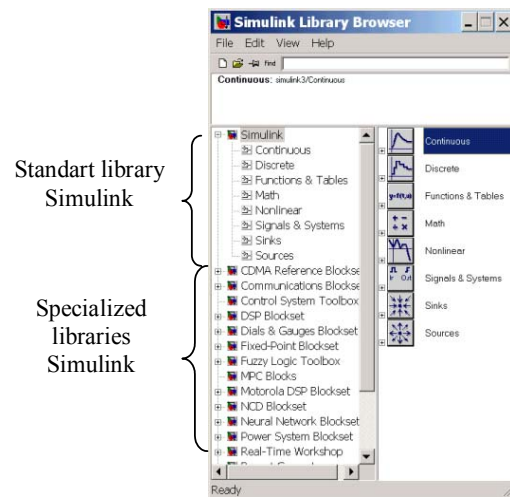 Simulink Library Browser
File Edit View Help
Find
Continuous: simulink3/Continuous
Standart library
Simulink
Specialized
libraries
Simulink
Simulink
Continuous
Discrete
Functions & Tables
Math
Nonlinear
Signals & Systems
Sinks
Sources
CDMA Reference Blockse
Communications Blockse
Control System Toolbox
DSP Blockset
Dials & Gauges Blockset
Fixed-Point Blockset
Fuzzy Logic Toolbox
MPC Blocks
Motorola DSP Blockset
NCD Blockset
Neural Network Blockset
Power System Blockset
Real-Time Workshop
Continuous
Discrete
y=f(t,u)
Functions & Tables
Math
Nonlinear
Signals & Systems
Sinks
Sources
Ready